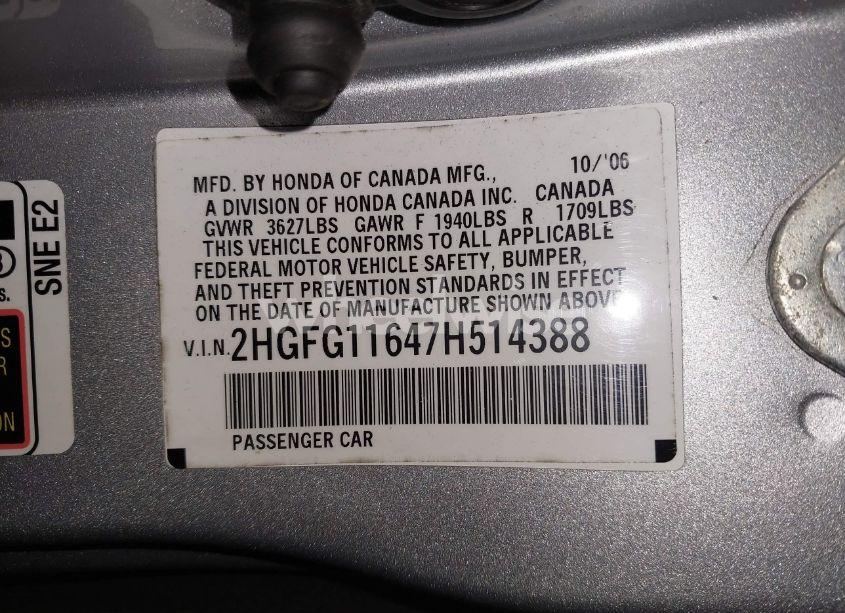 MFD. BY HONDA OF CANADA MFG., 10/'06
A DIVISION OF HONDA CANADA INC. CANADA
GVWR 3627LBS GAWR F 1940LBS R 1709LBS
THIS VEHICLE CONFORMS TO ALL APPLICABLE
FEDERAL MOTOR VEHICLE SAFETY, BUMPER,
AND THEFT PREVENTION STANDARDS IN EFFECT
ON THE DATE OF MANUFACTURE SHOWN ABOVE
V.I.N. 2HGFG11647H514388
PASSENGER CAR
SNE E2